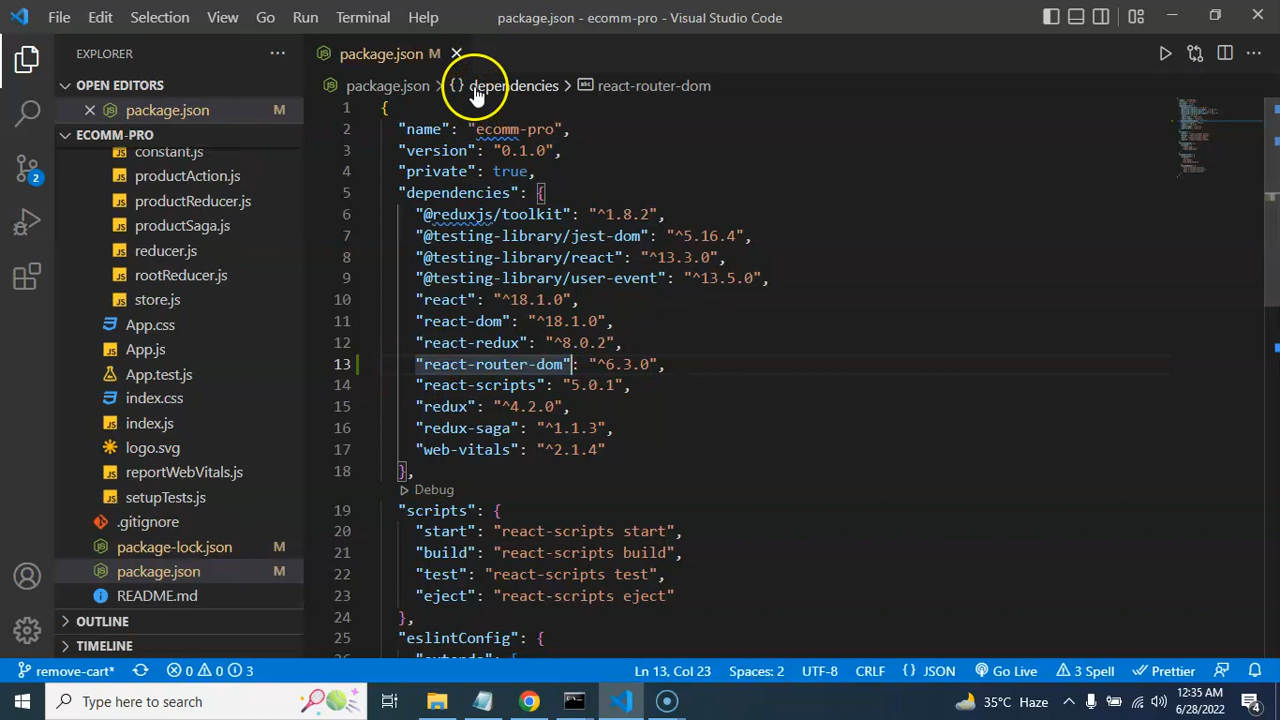 File Edit Selection View Go Run Terminal Help package.json - ecomm-pro - Visual Studio Code
EXPLORER
OPEN EDITORS
package.json M
ECOMM-PRO
constant.js
productAction.js
productReducer.js
productSaga.js
reducer.js
rootReducer.js
store.js
App.css
App.js
App.test.js
index.css
index.js
logo.svg
reportWebVitals.js
setupTests.js
.gitignore
package-lock.json M
package.json M
README.md
OUTLINE
TIMELINE
2
package.json M
package.json > {} dependencies > react-router-dom
1 {
2 "name": "ecomm-pro",
3 "version": "0.1.0",
4 "private": true,
5 "dependencies": {
6 "@reduxjs/toolkit": "^1.8.2",
7 "@testing-library/jest-dom": "^5.16.4",
8 "@testing-library/react": "^13.3.0",
9 "@testing-library/user-event": "^13.5.0",
10 "react": "^18.1.0",
11 "react-dom": "^18.1.0",
12 "react-redux": "^8.0.2",
13 "react-router-dom": "^6.3.0",
14 "react-scripts": "5.0.1",
15 "redux": "^4.2.0",
16 "redux-saga": "^1.1.3",
17 "web-vitals": "^2.1.4"
18 },
Debug
19 "scripts": {
20 "start": "react-scripts start",
21 "build": "react-scripts build",
22 "test": "react-scripts test",
23 "eject": "react-scripts eject"
24 },
25 "eslintConfig": {
26 "extends": [
remove-cart* 0 0 3 Ln 13, Col 23 Spaces: 2 UTF-8 CRLF {} JSON Go Live 3 Spell Prettier
Type here to search 35°C Haze 12:35 AM
6/28/2022 4